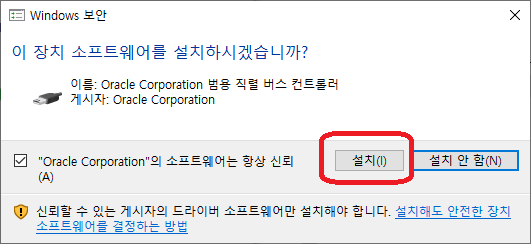 Windows 보안
이 장치 소프트웨어를 설치하시겠습니까?
이름: Oracle Corporation 범용 직렬 버스 컨트롤러
게시자: Oracle Corporation
"Oracle Corporation"의 소프트웨어는 항상 신뢰
(A)
설치(I)
설치 안 함(N)
신뢰할 수 있는 게시자의 드라이버 소프트웨어만 설치해야 합니다. 설치해도 안전한 장치
소프트웨어를 결정하는 방법